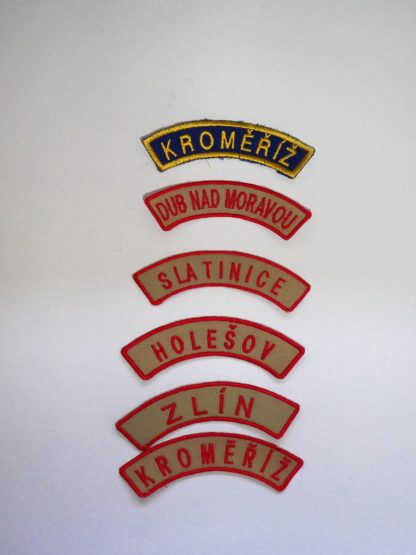 KROMĚŘÍŽ
DUB NAD MORAVOU
SLATINICE
HOLEŠOV
ZLÍN
KROMĚŘÍŽ